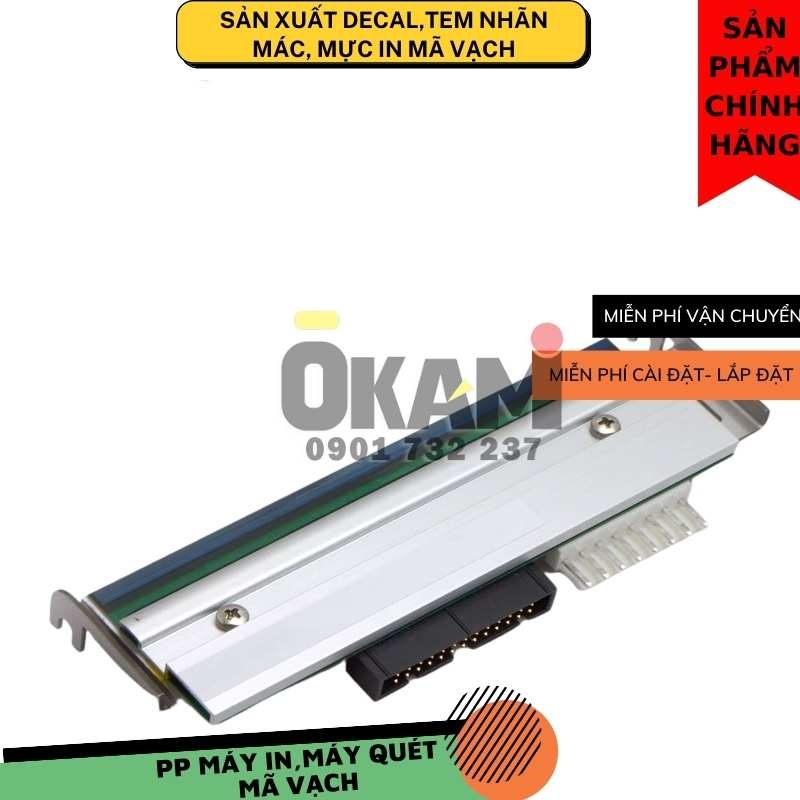 SẢN XUẤT DECAL,TEM NHÃN
MÁC, MỰC IN MÃ VẠCH
SẢN
PHẨM
CHÍNH
HÃNG
MIỄN PHÍ VẬN CHUYỂN
MIỄN PHÍ CÀI ĐẶT- LẮP ĐẶT
OKAMI
0901 732 237
PP MÁY IN,MÁY QUÉT
MÃ VẠCH